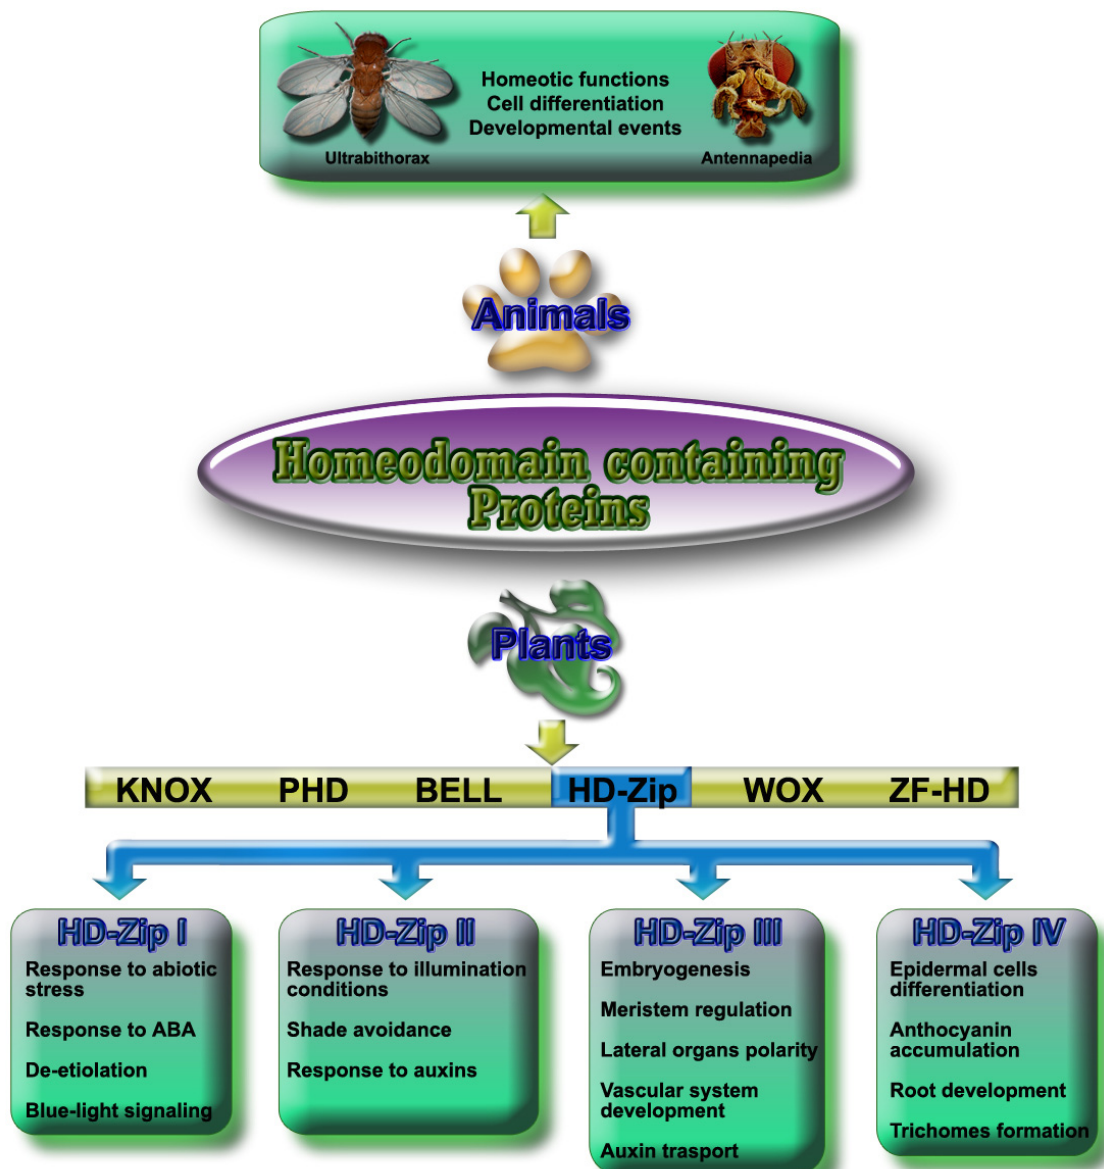 Homeotic functions
Cell differentiation
Developmental events
Ultrabithorax
Antennapedia
Animals
Homeodomain containing
Proteins
Plants
KNOX PHD BELL HD-Zip WOX ZF-HD
HD-Zip I
Response to abiotic
stress
Response to ABA
De-etiolation
Blue-light signaling
HD-Zip II
Response to illumination
conditions
Shade avoidance
Response to auxins
HD-Zip III
Embryogenesis
Meristem regulation
Lateral organs polarity
Vascular system
development
Auxin trasport
HD-Zip IV
Epidermal cells
differentiation
Anthocyanin
accumulation
Root development
Trichomes formation